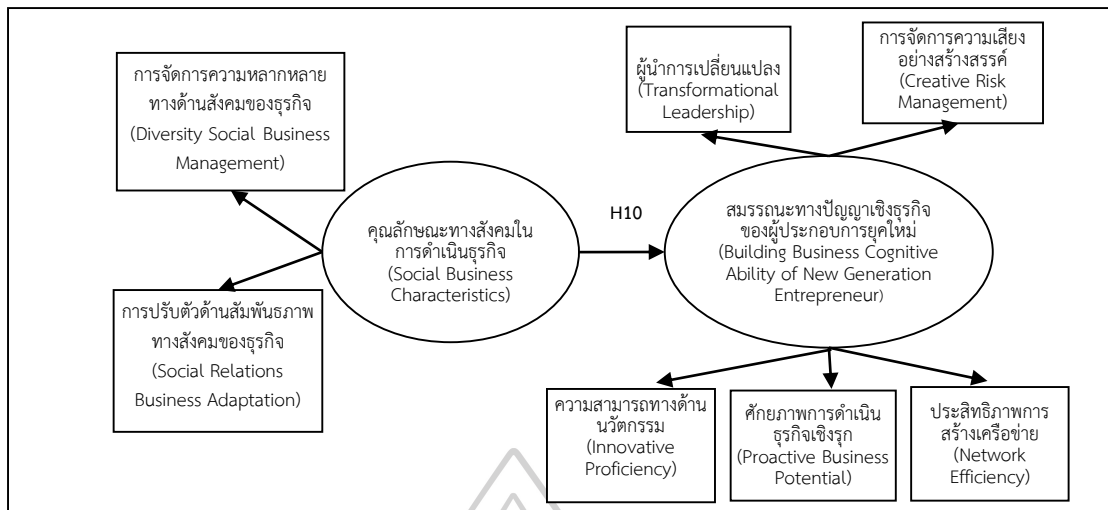 การจัดการความหลากหลาย
ทางด้านสังคมของธุรกิจ
(Diversity Social Business
Management)
การปรับตัวด้านสัมพันธภาพ
ทางสังคมของธุรกิจ
(Social Relations
Business Adaptation)
คุณลักษณะทางสังคมใน
การดำเนินธุรกิจ
(Social Business
Characteristics)
H10
ผู้นำการเปลี่ยนแปลง
(Transformational
Leadership)
การจัดการความเสี่ยง
อย่างสร้างสรรค์
(Creative Risk
Management)
สมรรถนะทางปัญญาเชิงธุรกิจ
ของผู้ประกอบการยุคใหม่
(Building Business Cognitive
Ability of New Generation
Entrepreneur)
ความสามารถทางด้าน
นวัตกรรม
(Innovative
Proficiency)
ศักยภาพการดำเนิน
ธุรกิจเชิงรุก
(Proactive Business
Potential)
ประสิทธิภาพการ
สร้างเครือข่าย
(Network
Efficiency)